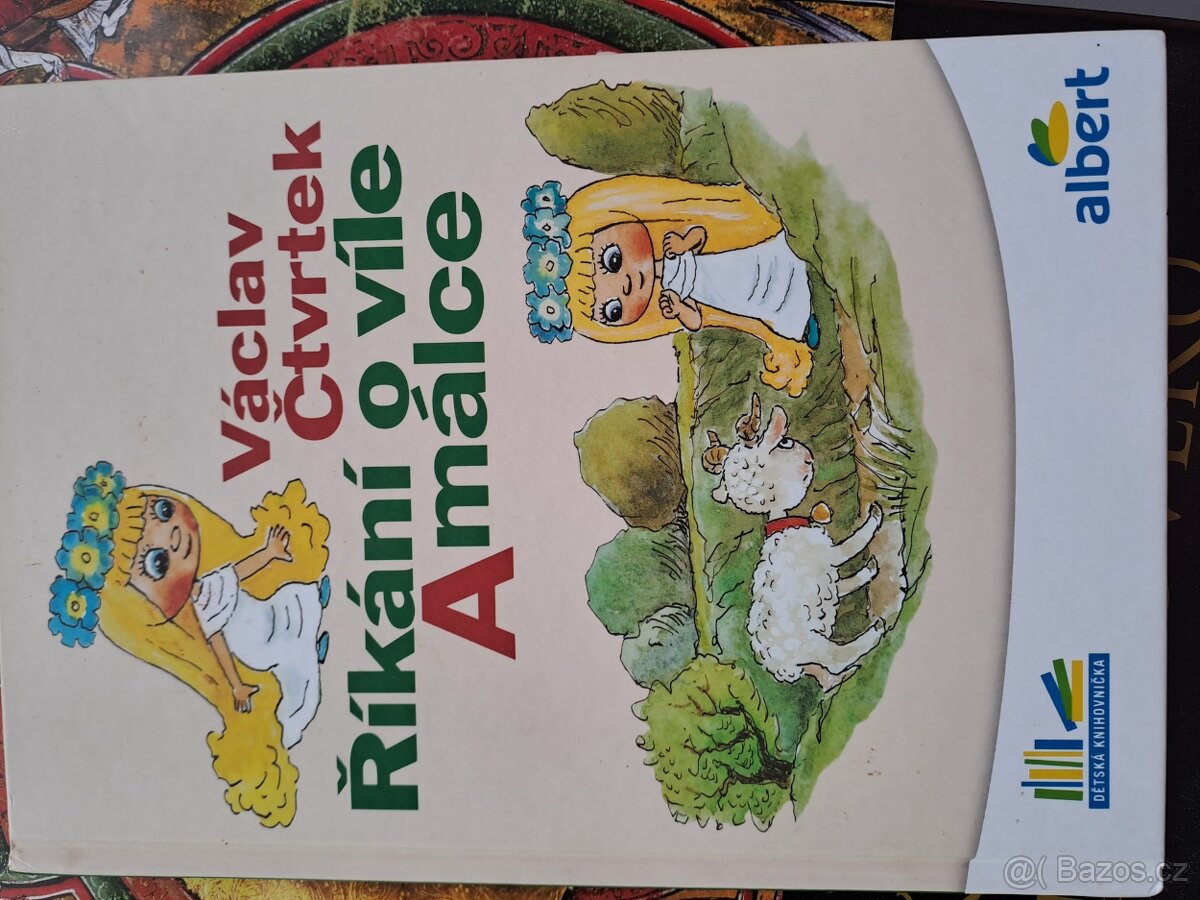 Václav
Čtvrtek
Říkání o víle
Amálce
DĚTSKÁ KNIHOVNIČKA
albert
@( Bazos.cz